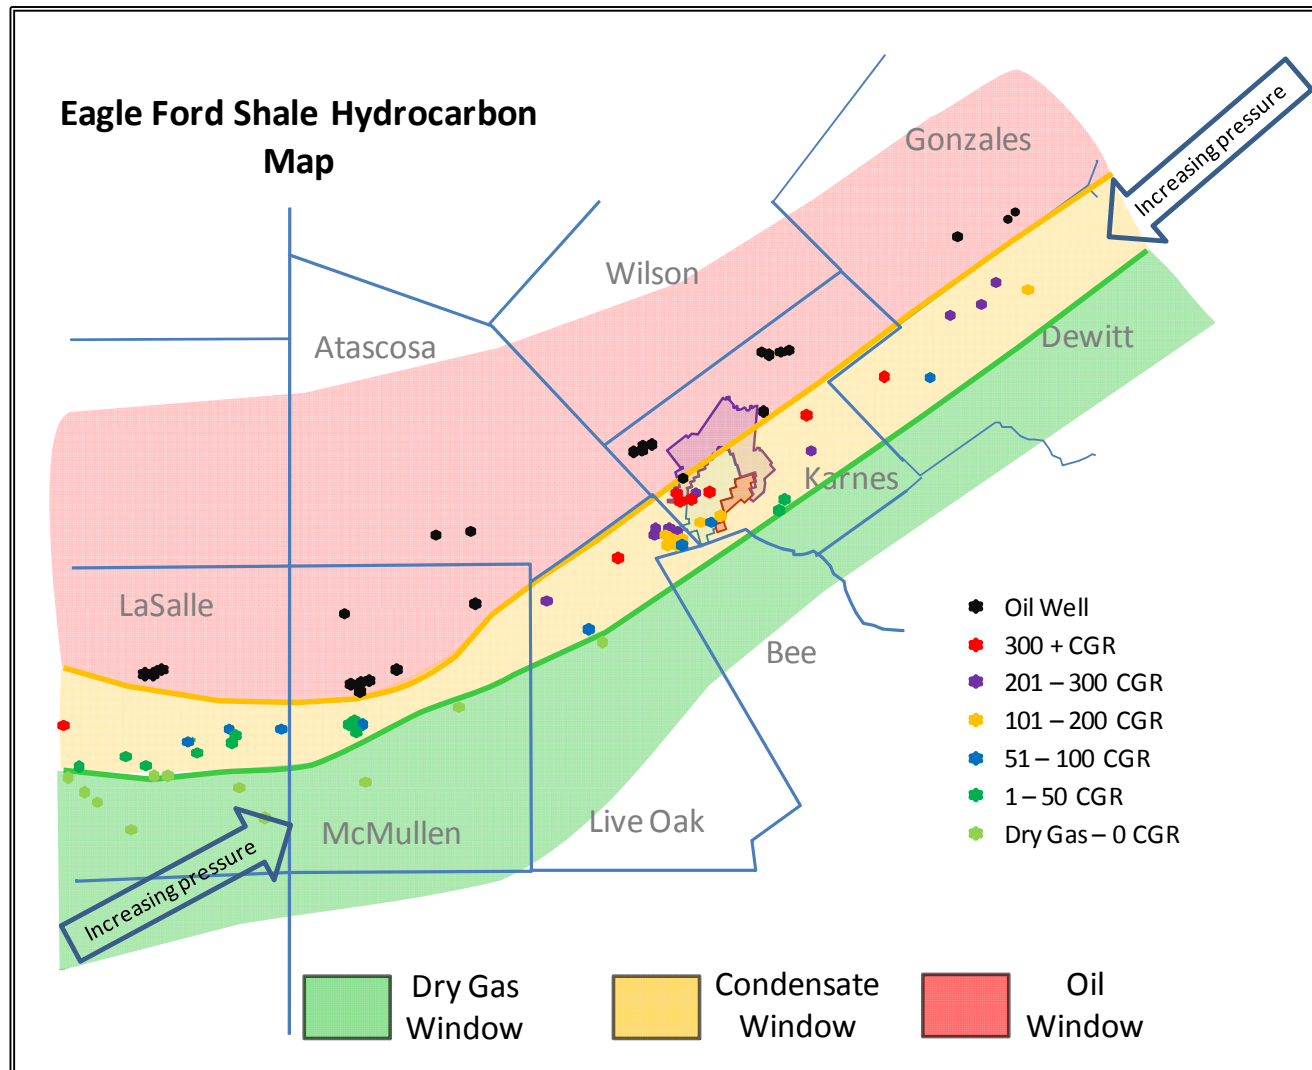 Eagle Ford Shale Hydrocarbon
Map
Increasing pressure
Gonzales
Wilson
Atascosa
Dewitt
Karnes
LaSalle
Bee
McMullen
Live Oak
Increasing pressure
Oil Well
300 + CGR
201 – 300 CGR
101 – 200 CGR
51 – 100 CGR
1 – 50 CGR
Dry Gas – 0 CGR
Dry Gas
Window
Condensate
Window
Oil
Window